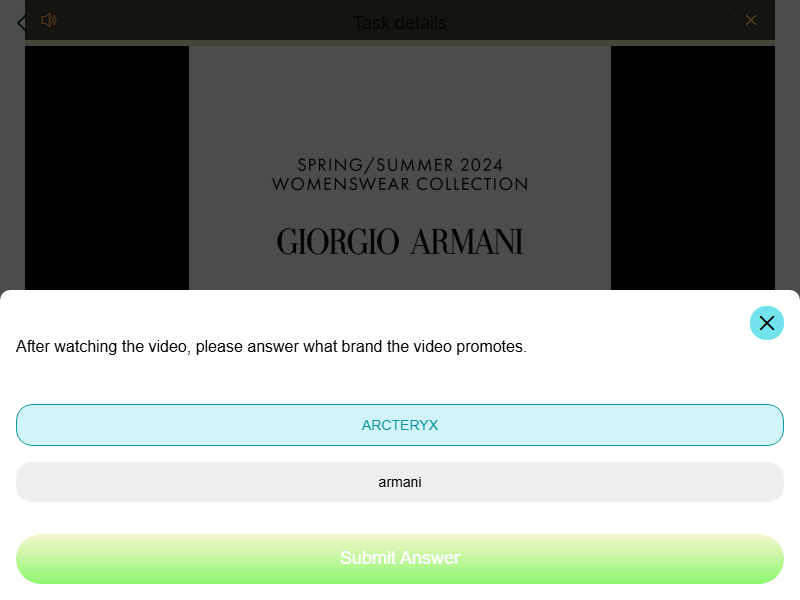 Task details
SPRING/SUMMER 2024
WOMENSWEAR COLLECTION
GIORGIO ARMANI
After watching the video, please answer what brand the video promotes.
ARCTERYX
armani
Submit Answer